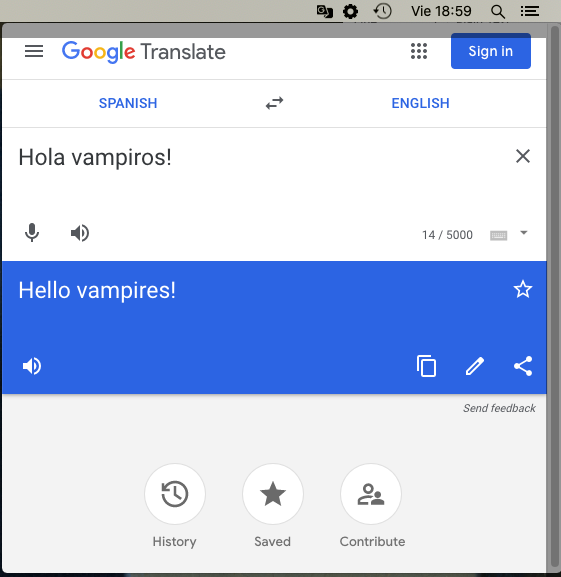 Vie 18:59
Google Translate
Sign in
SPANISH
ENGLISH
Hola vampiros!
14 / 5000
Hello vampires!
Send feedback
History
Saved
Contribute